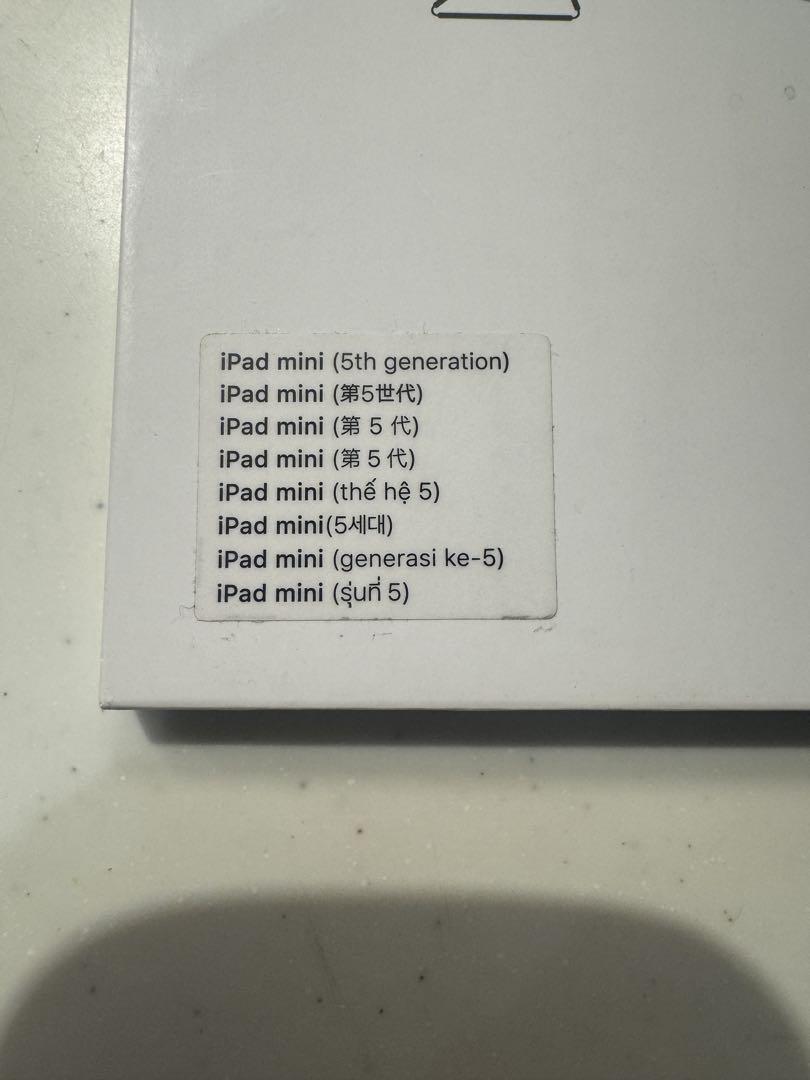 iPad mini (5th generation)
iPad mini (第5世代)
iPad mini (第 5 代)
iPad mini (第 5 代)
iPad mini (thế hệ 5)
iPad mini(5세대)
iPad mini (generasi ke-5)
iPad mini (รุ่นที่ 5)